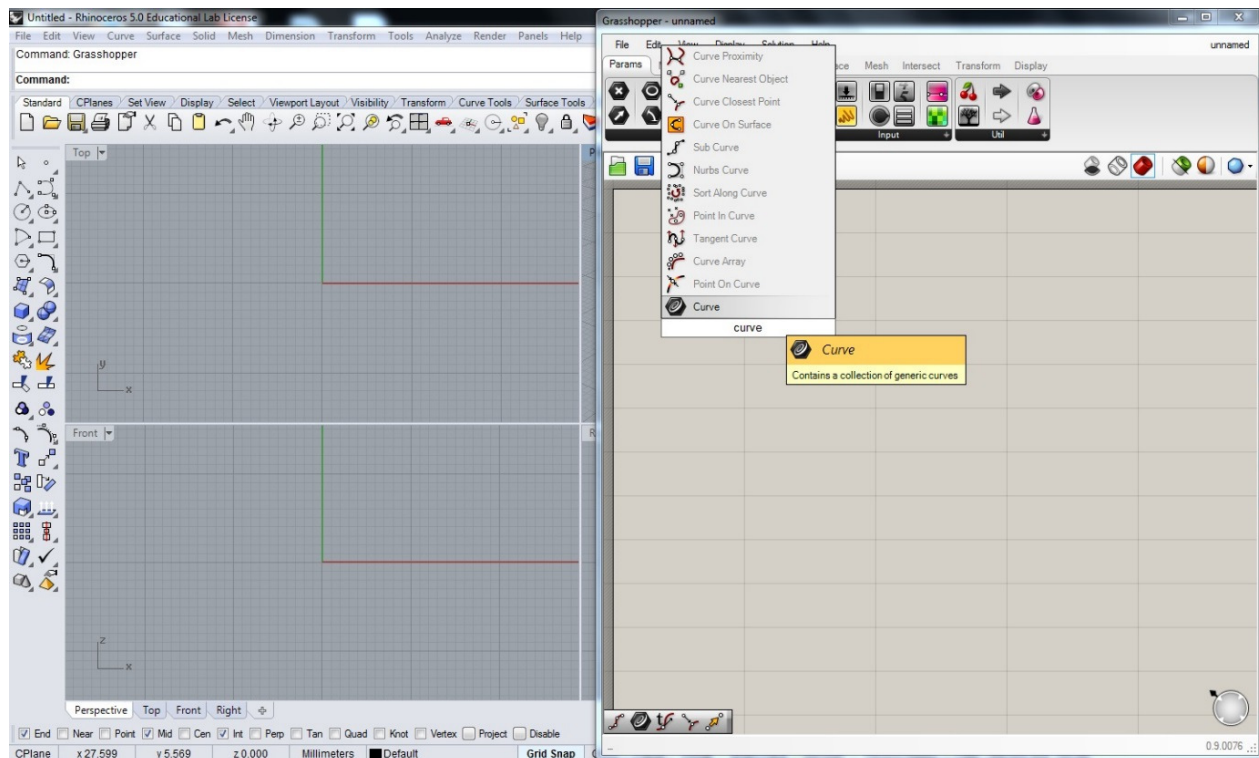 Untitled - Rhinoceros 5.0 Educational Lab License
File Edit View Curve Surface Solid Mesh Dimension Transform Tools Analyze Render Panels Help
Command: Grasshopper
Command:
Standard CPlanes Set View Display Select Viewport Layout Visibility Transform Curve Tools Surface Tools
Top
y
x
Front
z
x
Perspective Top Front Right
End Near Point Mid Cen Int Perp Tan Quad Knot Vertex Project Disable
CPlane x 27.599 y 5.569 z 0.000 Millimeters Default Grid Snap
Grasshopper - unnamed
File Edit View Display Solution Help unnamed
Params Mesh Intersect Transform Display
Input Util
Curve Proximity
Curve Nearest Object
Curve Closest Point
Curve On Surface
Sub Curve
Nurbs Curve
Sort Along Curve
Point In Curve
Tangent Curve
Curve Array
Point On Curve
Curve
curve
Curve
Contains a collection of generic curves
0.9.0076